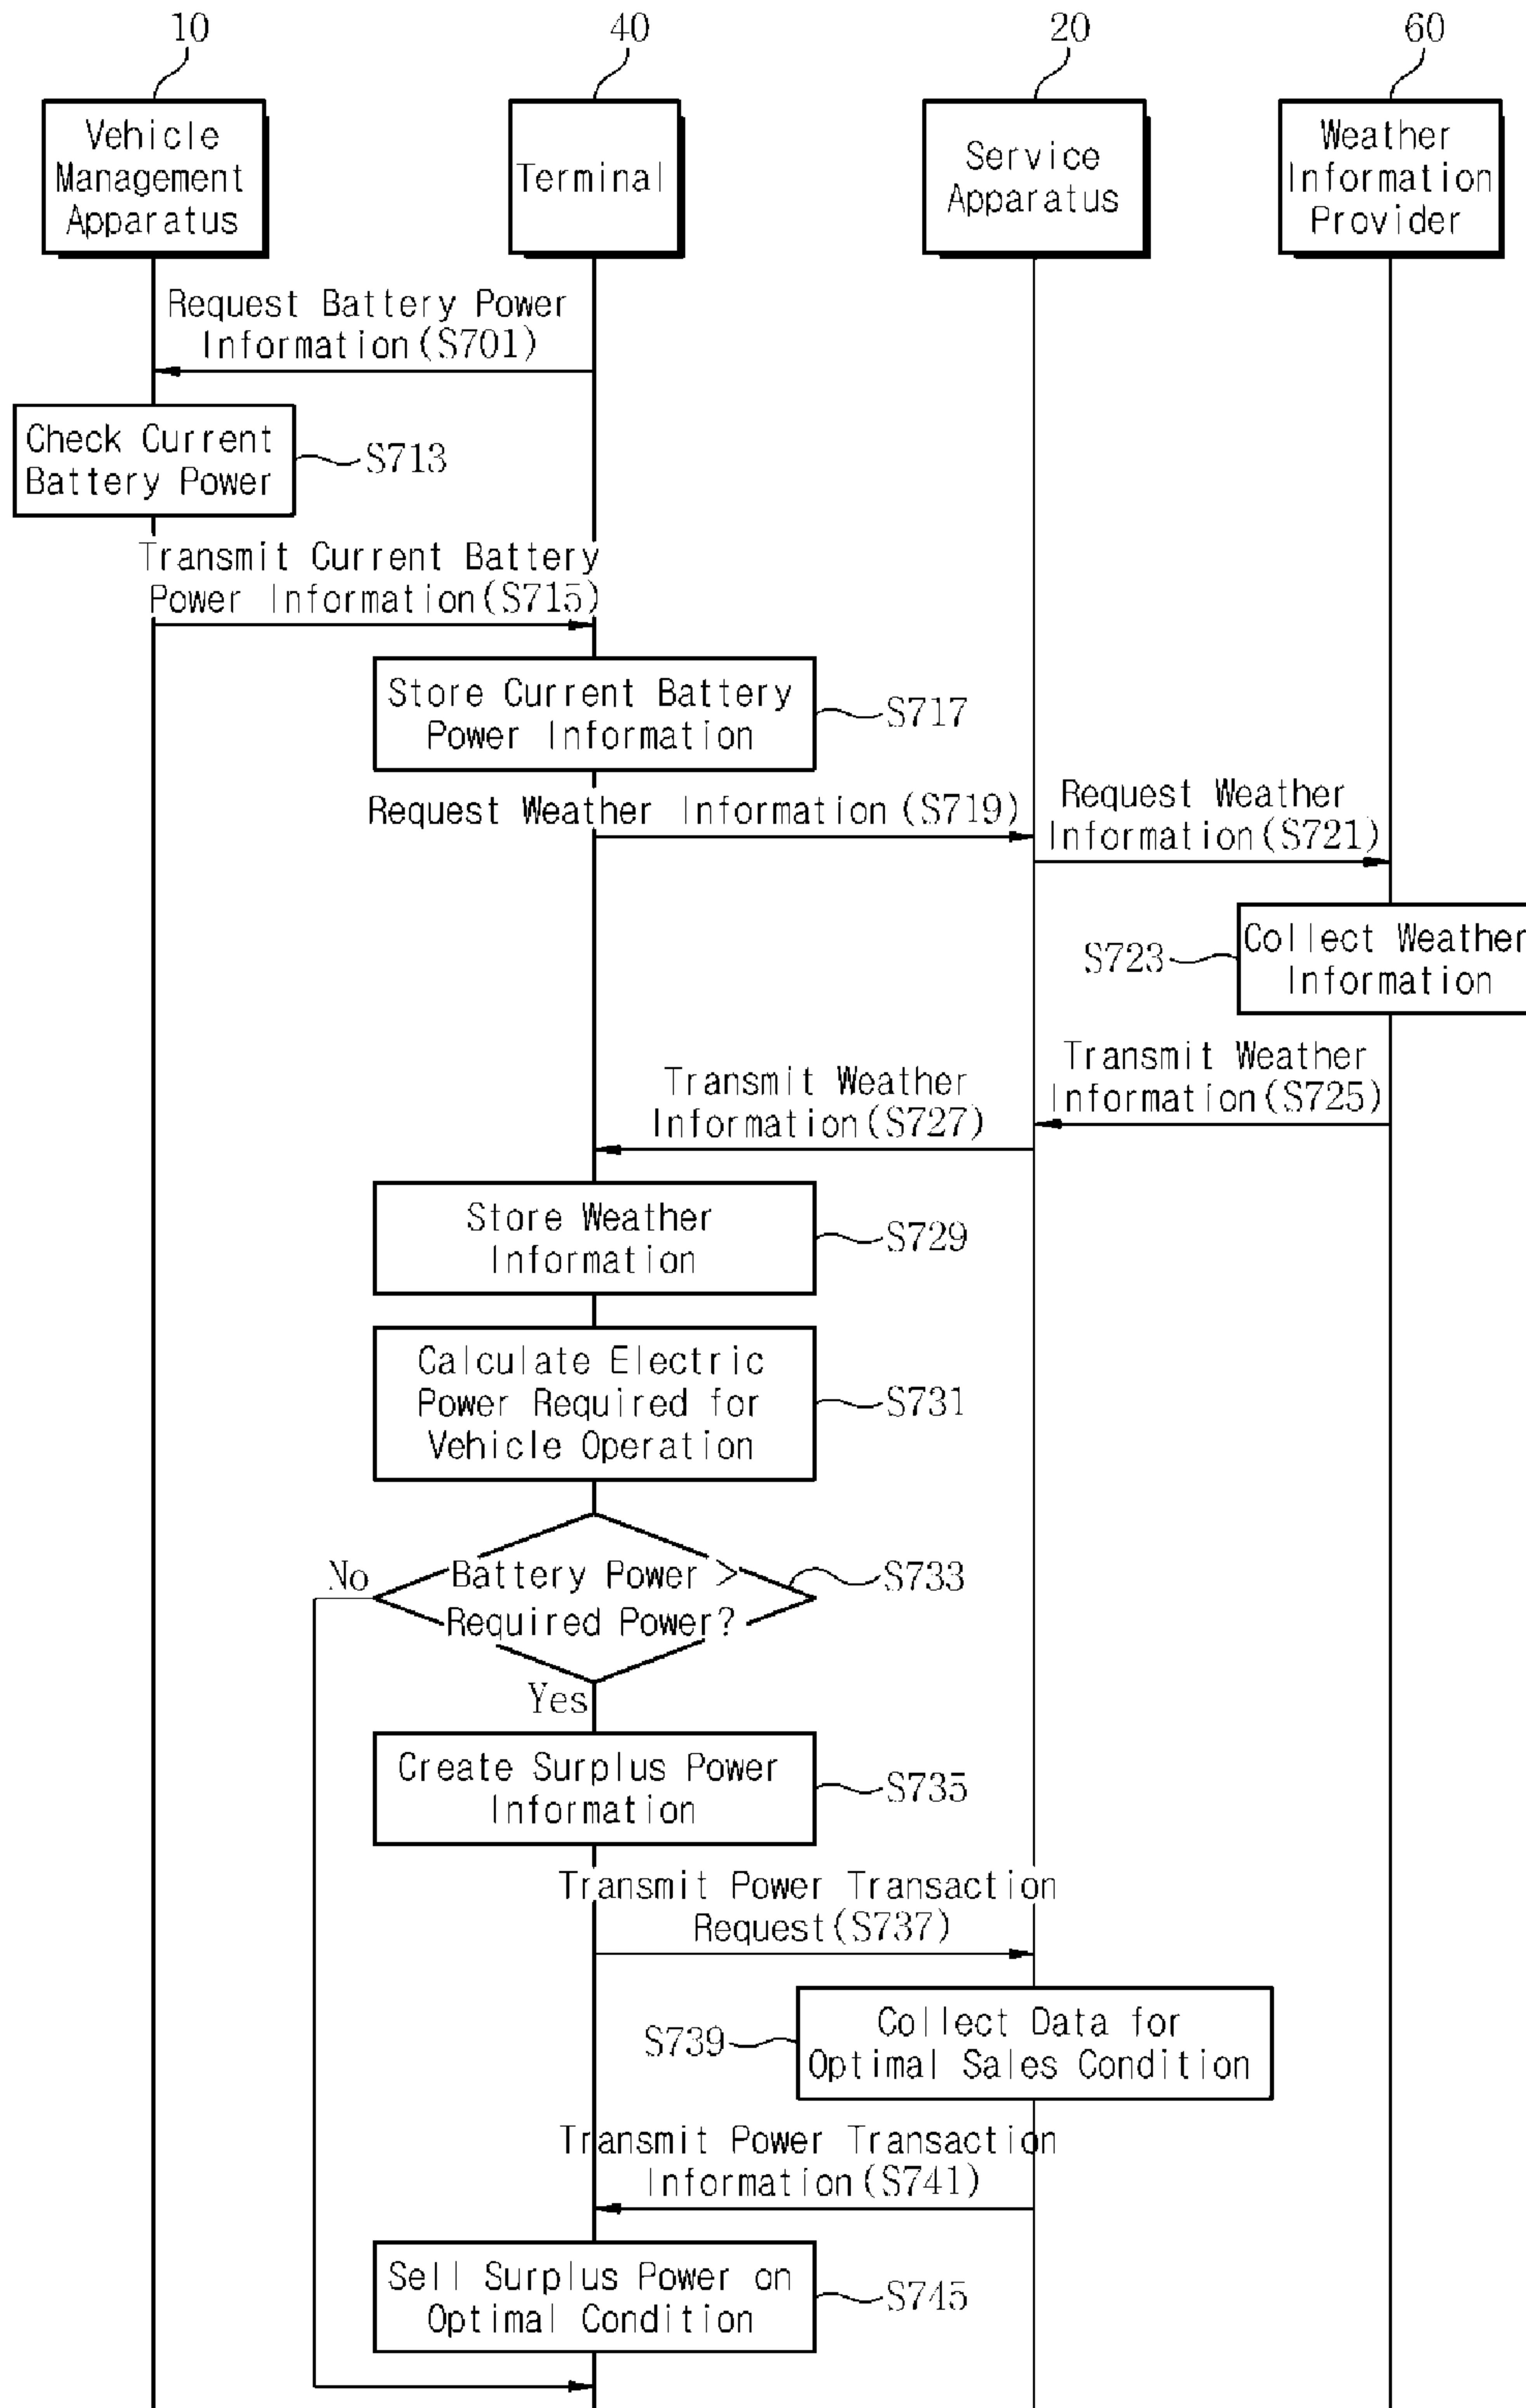 10
40
20
60
Vehicle
Management
Apparatus
Terminal
Service
Apparatus
Weather
Information
Provider
Request Battery Power
Information(S701)
Check Current
Battery Power
S713
Transmit Current Battery
Power Information(S715)
Store Current Battery
Power Information
S717
Request Weather Information (S719)
Request Weather
Information(S721)
S723
Collect Weather
Information
Transmit Weather
Information(S725)
Transmit Weather
Information(S727)
Store Weather
Information
S729
Calculate Electric
Power Required for
Vehicle Operation
S731
No
Battery Power >
Required Power?
S733
Yes
Create Surplus Power
Information
S735
Transmit Power Transaction
Request(S737)
S739
Collect Data for
Optimal Sales Condition
Transmit Power Transaction
Information(S741)
Sell Surplus Power on
Optimal Condition
S745